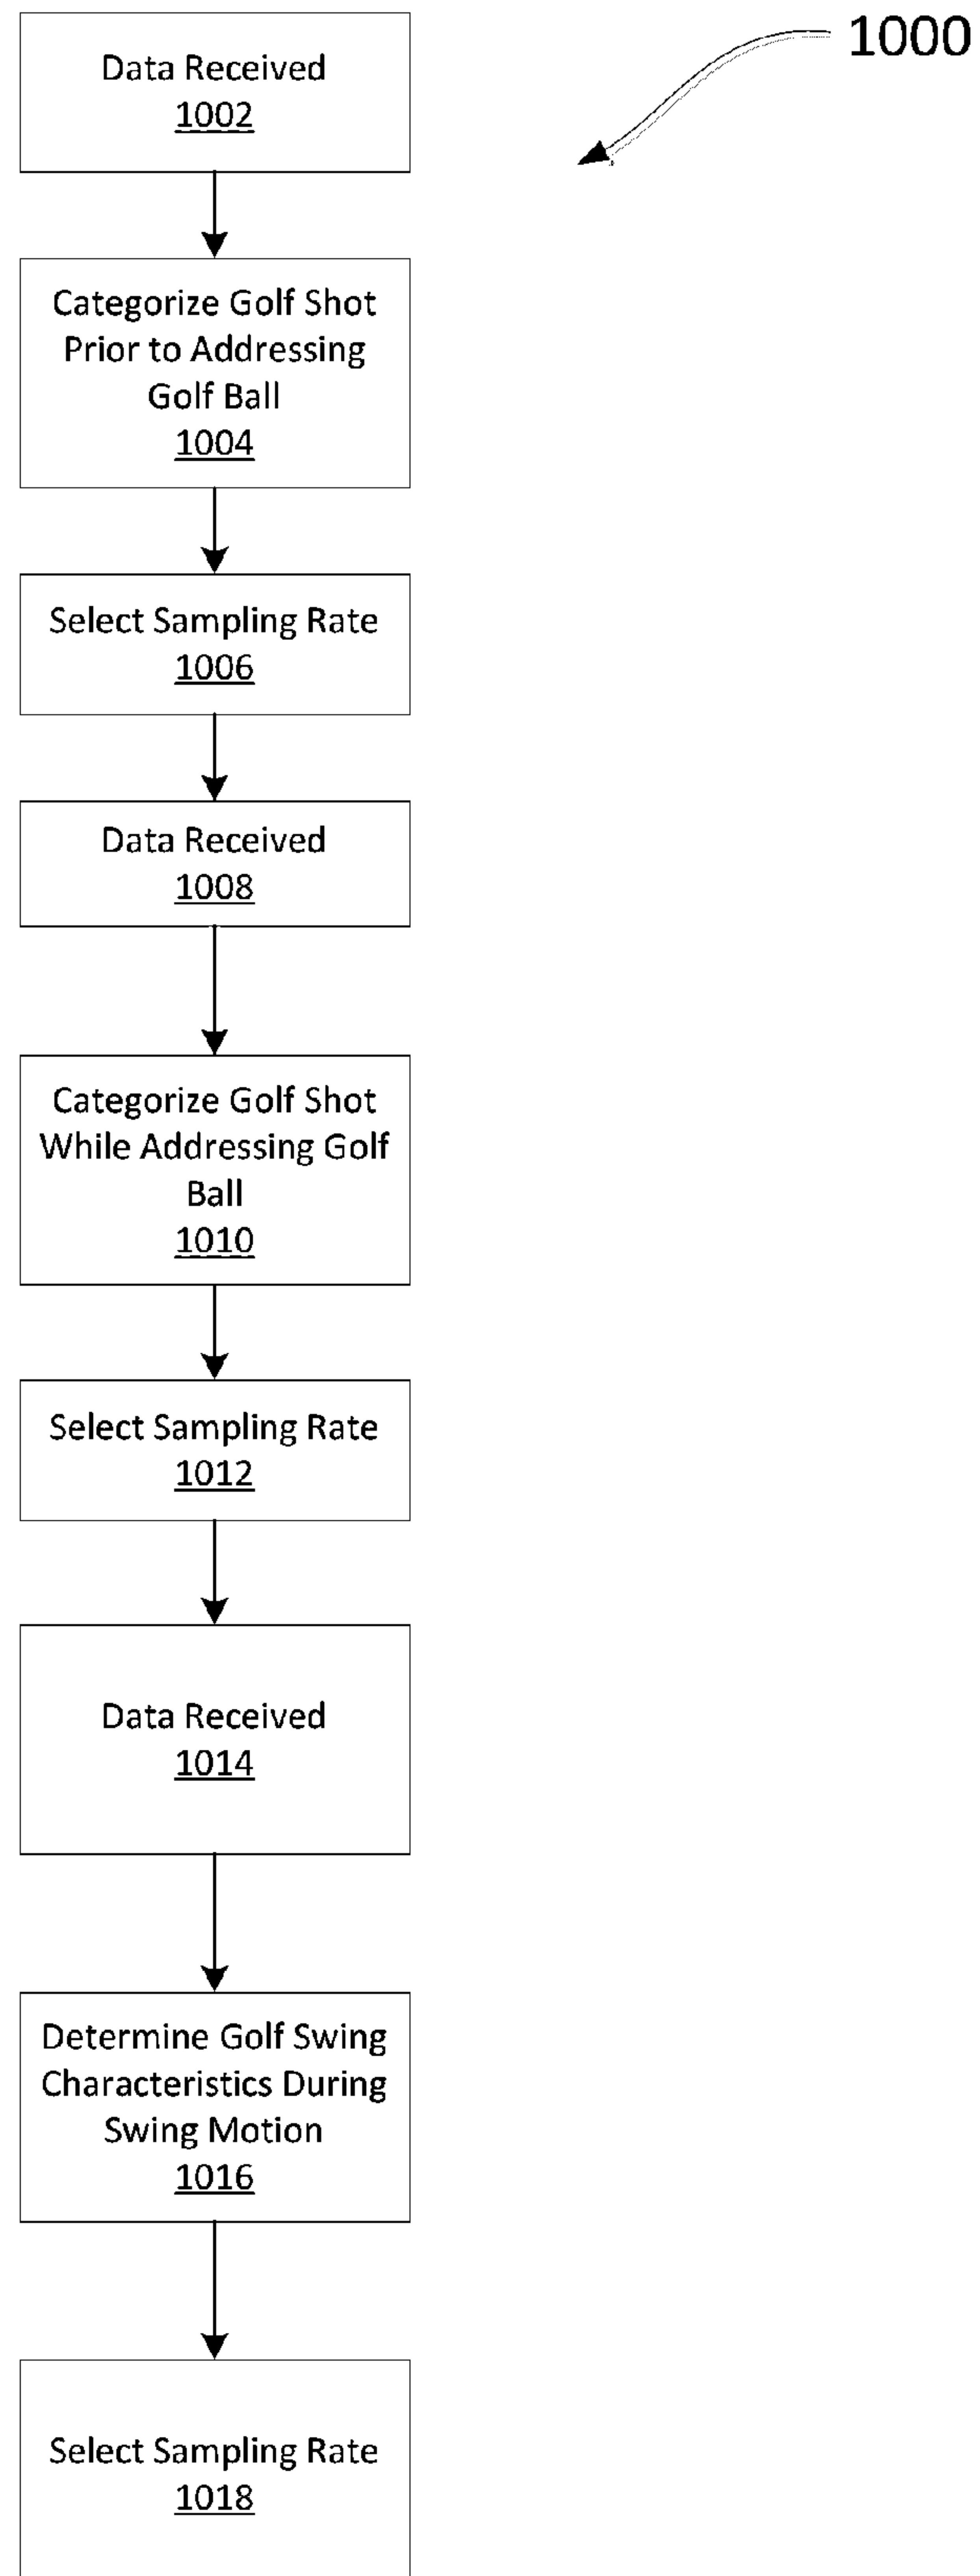 1000
Data Received
1002
Categorize Golf Shot
Prior to Addressing
Golf Ball
1004
Select Sampling Rate
1006
Data Received
1008
Categorize Golf Shot
While Addressing Golf
Ball
1010
Select Sampling Rate
1012
Data Received
1014
Determine Golf Swing
Characteristics During
Swing Motion
1016
Select Sampling Rate
1018